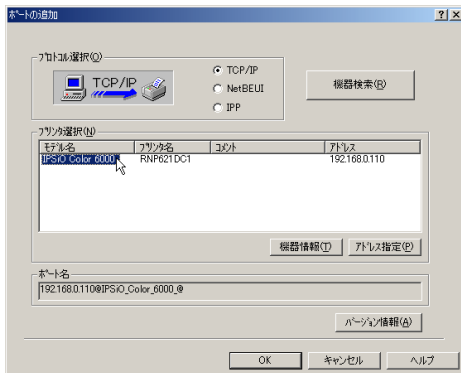 ポートの追加
プロトコル選択(O)
TCP/IP
TCP/IP
NetBEUI
IPP
機器検索(R)
プリンタ選択(N)
モデル名 プリンタ名 コメント アドレス
IPSiO Color 6000 RNP621DC1 192.168.0.110
機器情報(T) アドレス指定(P)
ポート名
192.168.0.110@IPSiO_Color_6000_@
バージョン情報(A)
OK キャンセル ヘルプ